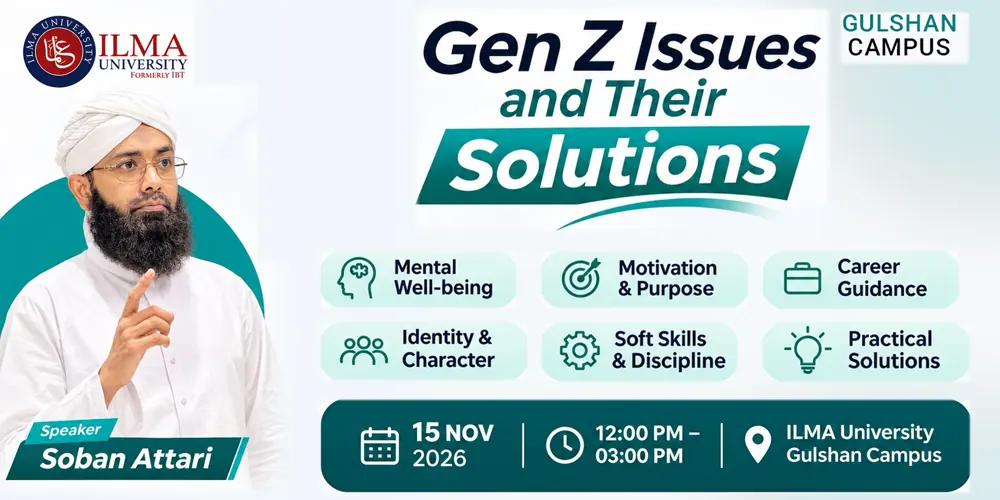 ILMA UNIVERSITY
ILMA
UNIVERSITY
FORMERLY IBT
GULSHAN
CAMPUS
Gen Z Issues
and Their
Solutions
Mental
Well-being
Motivation
& Purpose
Career
Guidance
Identity &
Character
Soft Skills
& Discipline
Practical
Solutions
Speaker
Soban Attari
15 NOV
2026
12:00 PM –
03:00 PM
ILMA University
Gulshan Campus